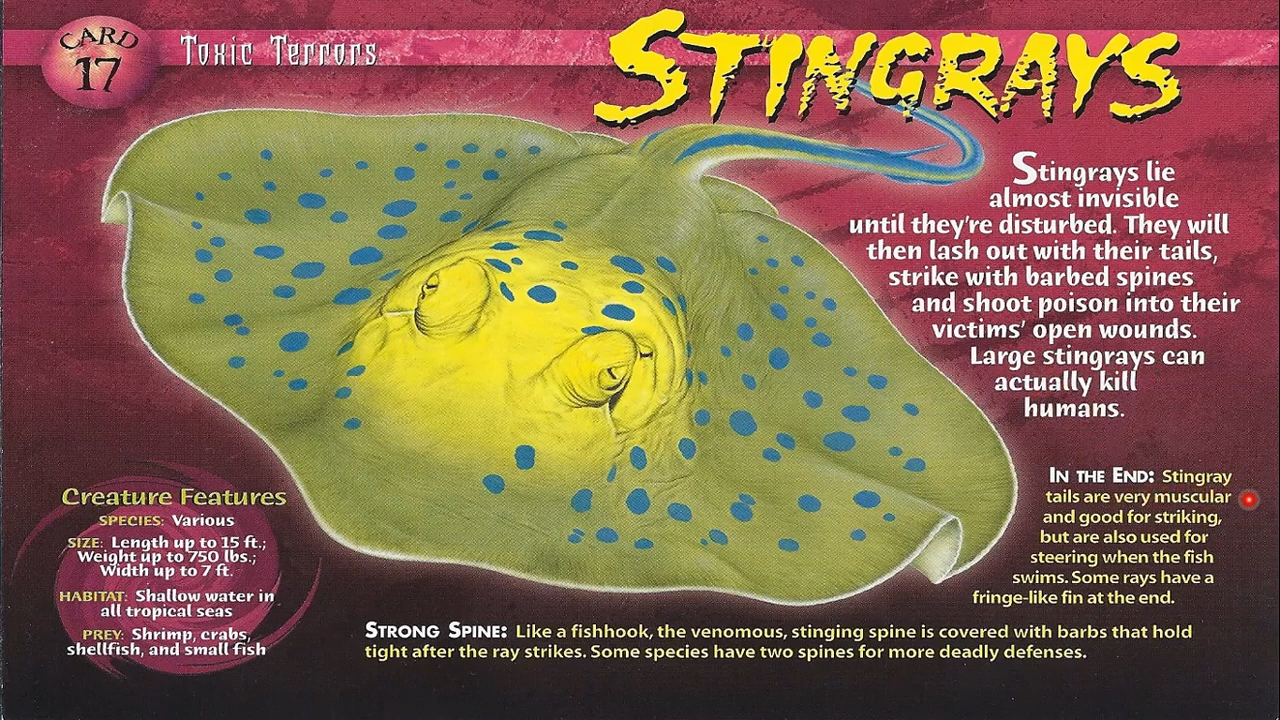 CARD
17
Toxic Terrors
STINGRAYS
Stingrays lie
almost invisible
until they're disturbed. They will
then lash out with their tails,
strike with barbed spines
and shoot poison into their
victims' open wounds.
Large stingrays can
actually kill
humans.
IN THE END: Stingray
tails are very muscular
and good for striking,
but are also used for
steering when the fish
swims. Some rays have a
fringe-like fin at the end.
Creature Features
SPECIES: Various
SIZE: Length up to 15 ft.;
Weight up to 750 lbs.;
Width up to 7 ft.
HABITAT: Shallow water in
all tropical seas
PREY: Shrimp, crabs,
shellfish, and small fish
STRONG SPINE: Like a fishhook, the venomous, stinging spine is covered with barbs that hold
tight after the ray strikes. Some species have two spines for more deadly defenses.